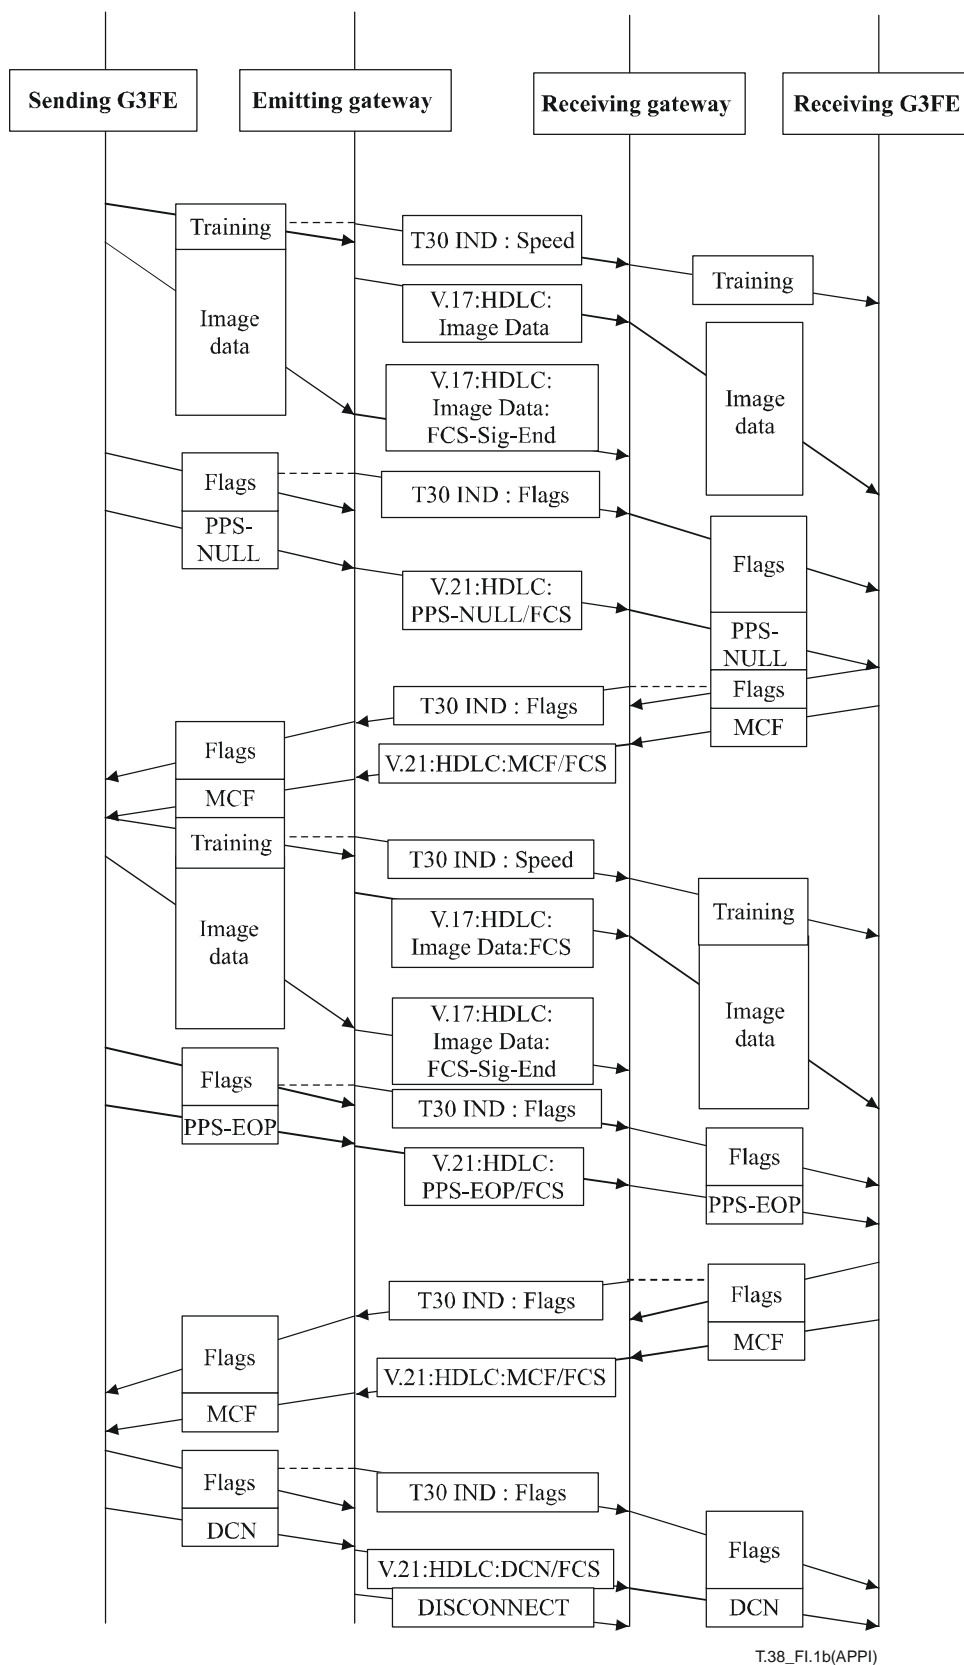 Sending G3FE
Emitting gateway
Receiving gateway
Receiving G3FE
Training
T30 IND : Speed
Training
Image
data
V.17:HDLC:
Image Data
Image
data
V.17:HDLC:
Image Data:
FCS-Sig-End
Flags
T30 IND : Flags
PPS-
NULL
Flags
V.21:HDLC:
PPS-NULL/FCS
PPS-
NULL
Flags
T30 IND : Flags
MCF
Flags
V.21:HDLC:MCF/FCS
MCF
Training
T30 IND : Speed
Training
Image
data
V.17:HDLC:
Image Data:FCS
Image
data
V.17:HDLC:
Image Data:
FCS-Sig-End
Flags
T30 IND : Flags
PPS-EOP
Flags
V.21:HDLC:
PPS-EOP/FCS
PPS-EOP
Flags
T30 IND : Flags
MCF
Flags
V.21:HDLC:MCF/FCS
MCF
Flags
T30 IND : Flags
DCN
Flags
V.21:HDLC:DCN/FCS
DISCONNECT
DCN
T.38_FI.1b(APPI)